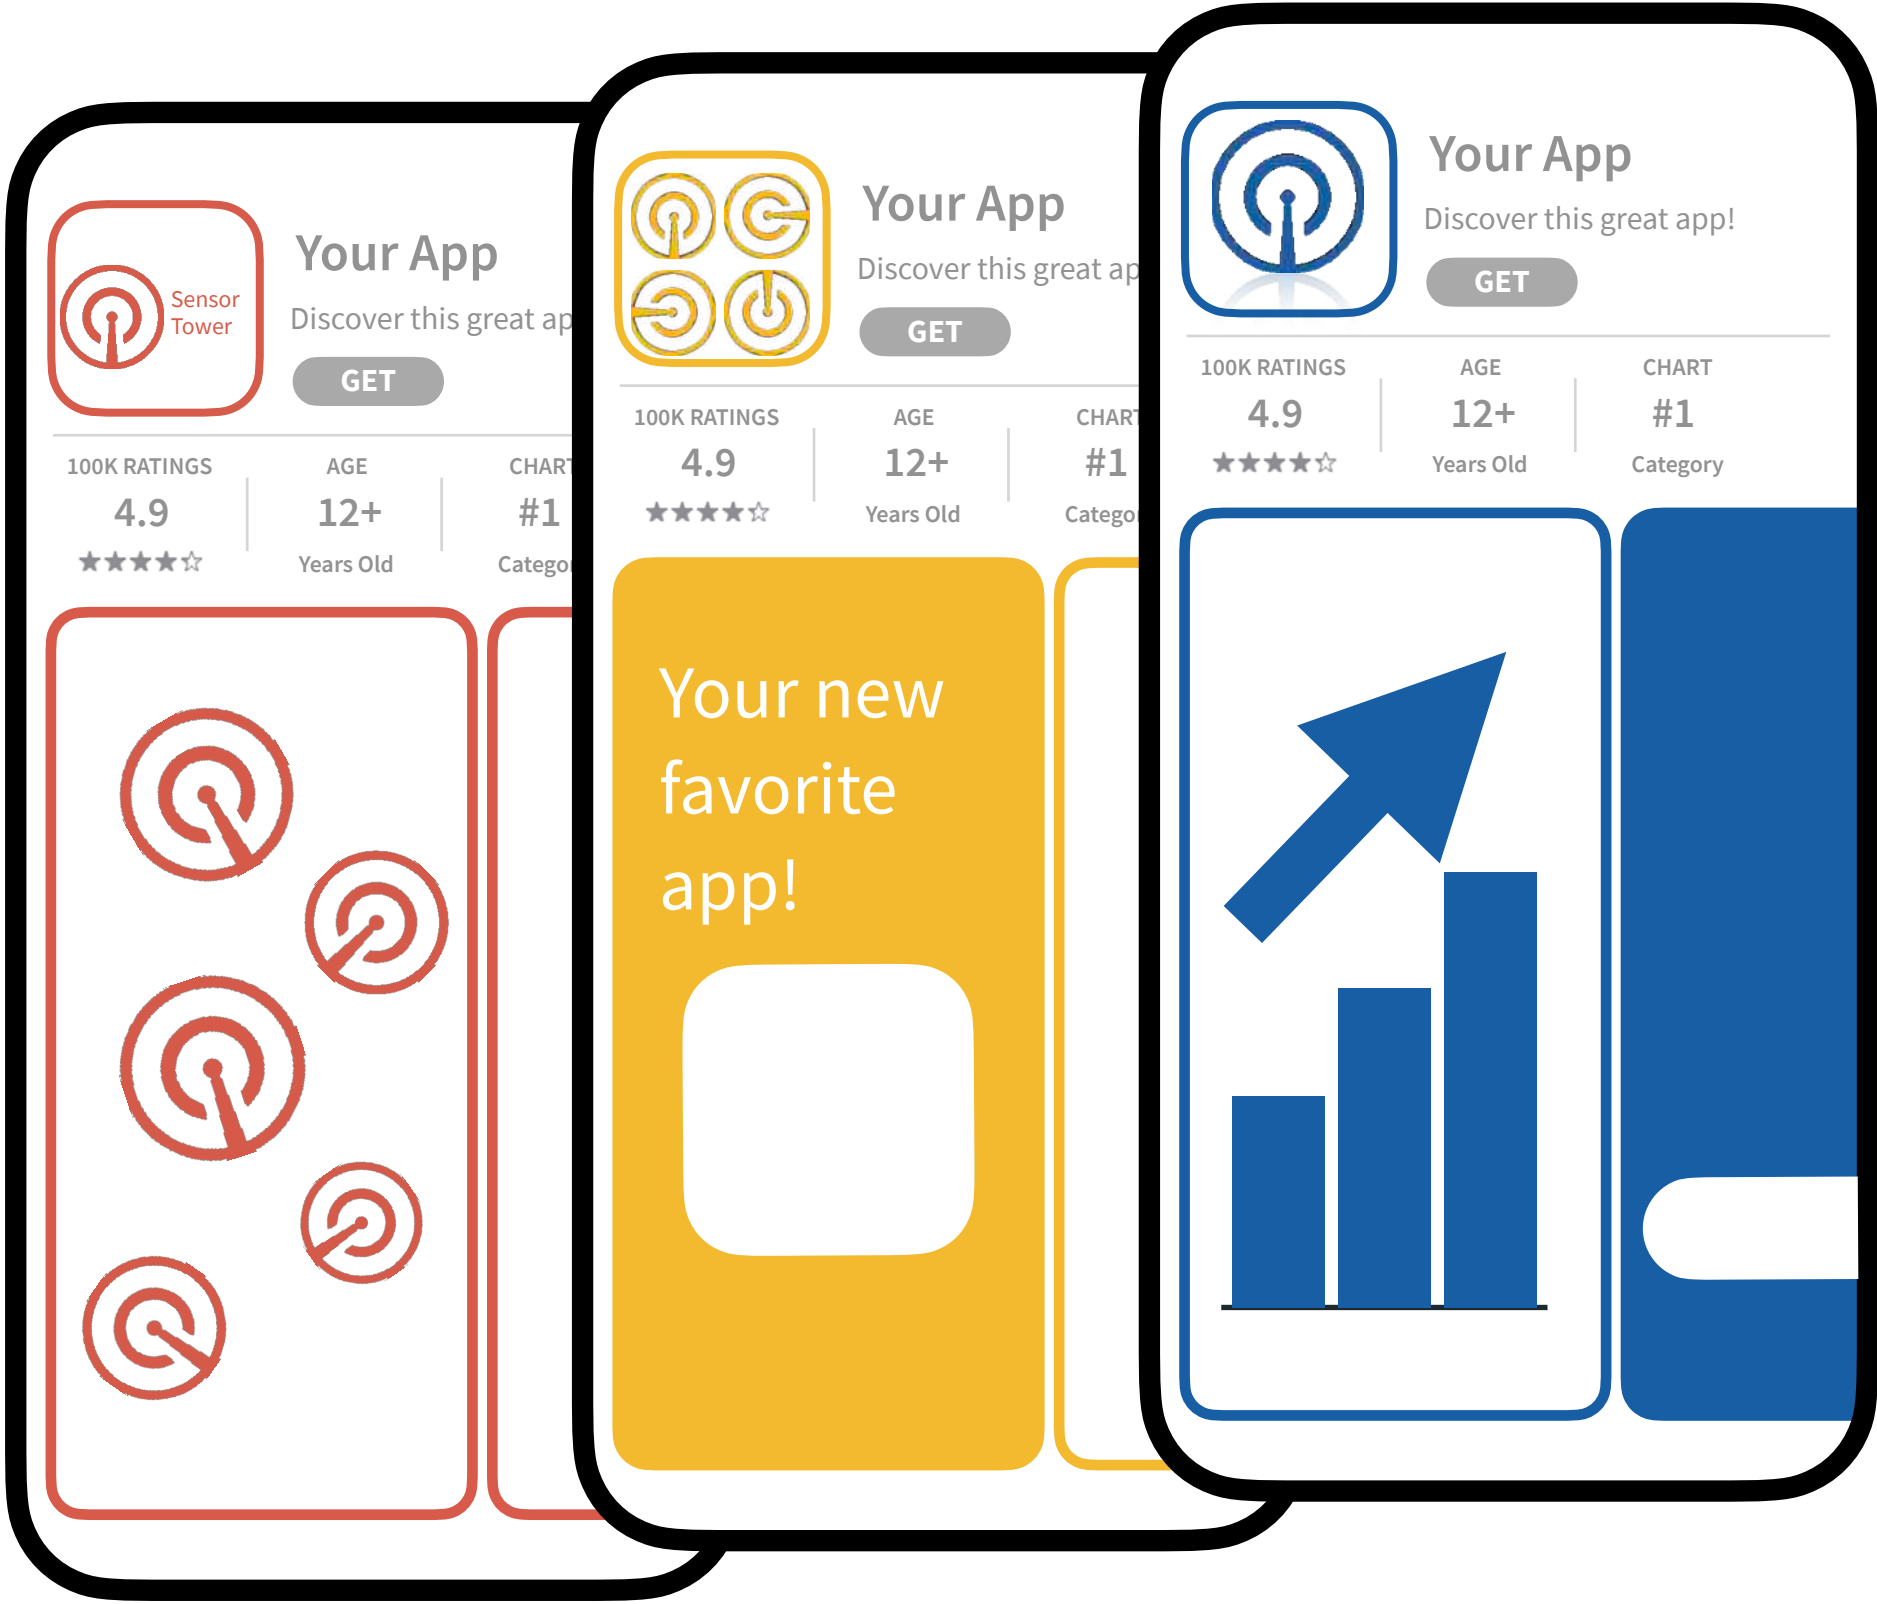 Sensor
Tower
Your App
Discover this great ap
GET
100K RATINGS
4.9
AGE
12+
Years Old
CHART
#1
Categor
Your App
Discover this great ap
GET
100K RATINGS
4.9
AGE
12+
Years Old
CHART
#1
Categor
Your new
favorite
app!
Your App
Discover this great app!
GET
100K RATINGS
4.9
AGE
12+
Years Old
CHART
#1
Category